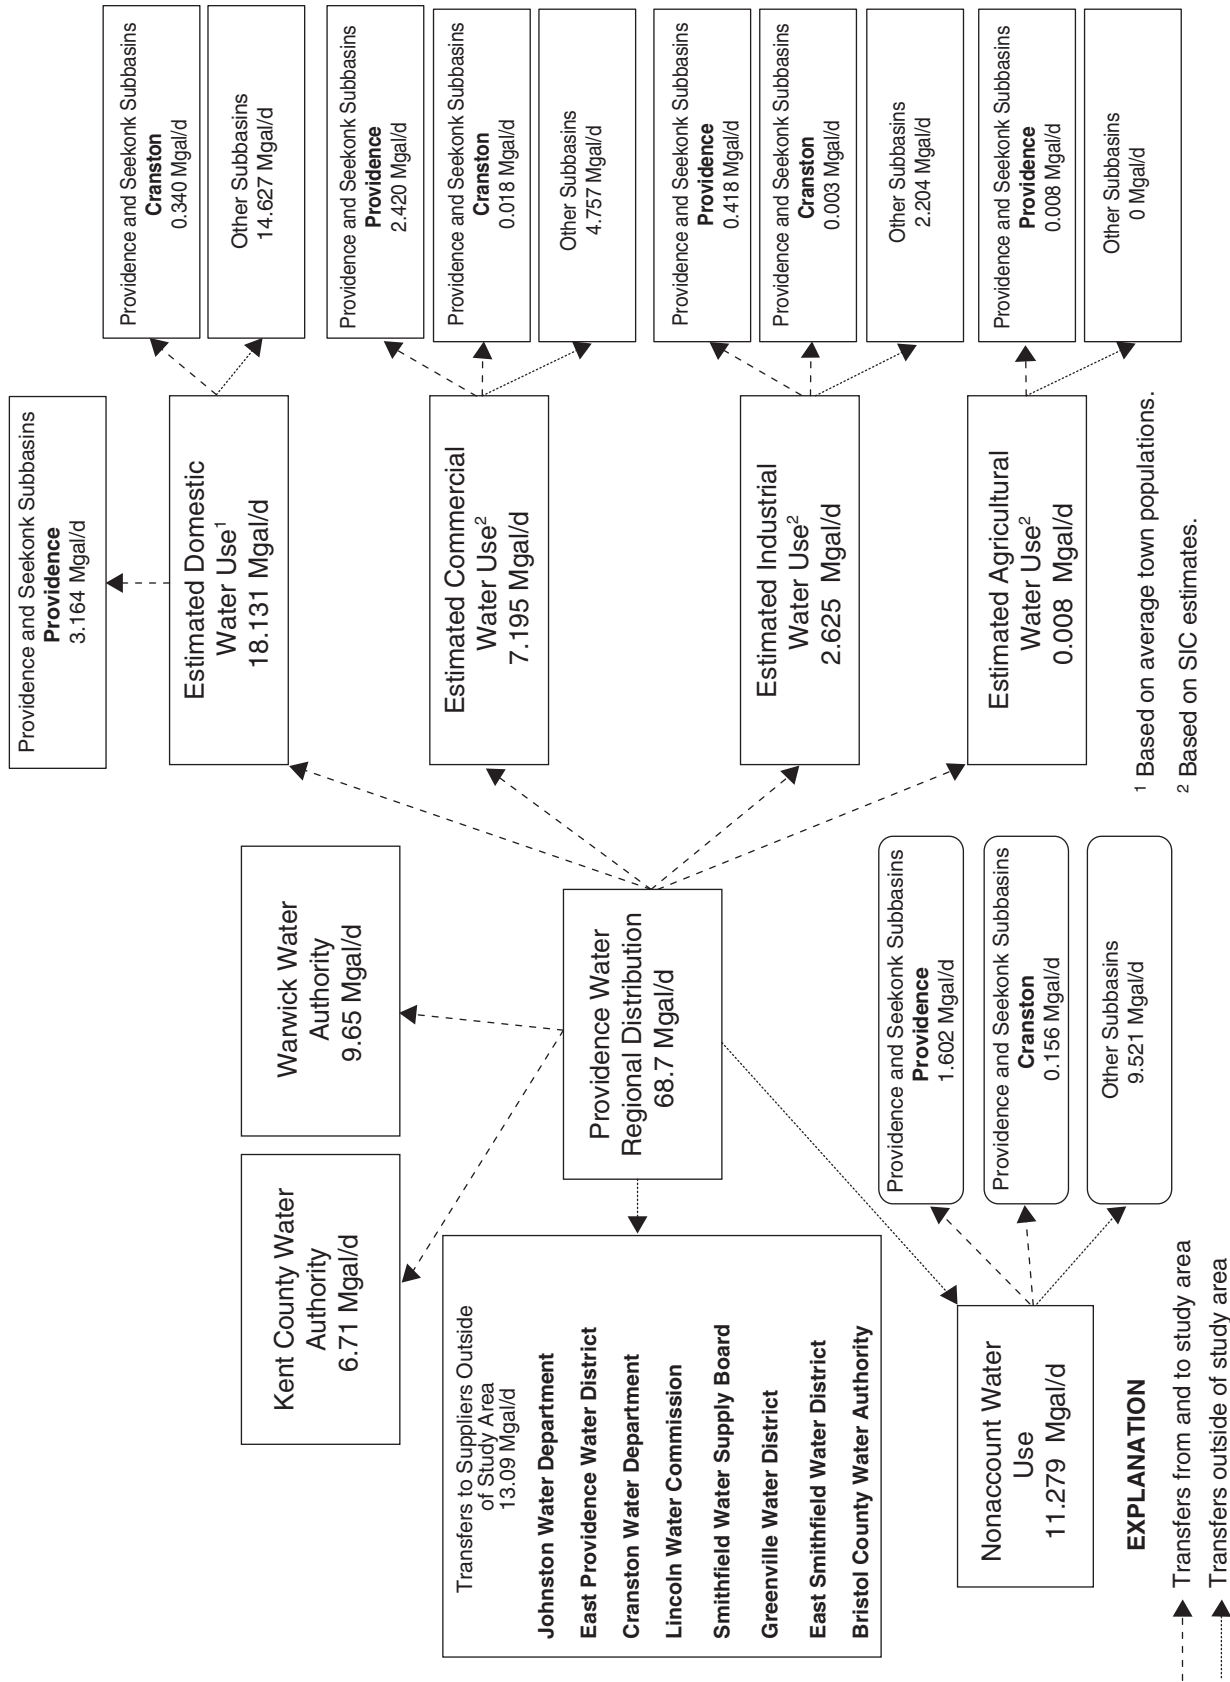 Providence and Seekonk Subbasins
Providence
3.164 Mgal/d
Providence and Seekonk Subbasins
Cranston
0.340 Mgal/d
Other Subbasins
14.627 Mgal/d
Kent County Water
Authority
6.71 Mgal/d
Warwick Water
Authority
9.65 Mgal/d
Estimated Domestic
Water Use1
18.131 Mgal/d
Providence and Seekonk Subbasins
Providence
2.420 Mgal/d
Providence and Seekonk Subbasins
Cranston
0.018 Mgal/d
Other Subbasins
4.757 Mgal/d
Estimated Commercial
Water Use2
7.195 Mgal/d
Transfers to Suppliers Outside
of Study Area
13.09 Mgal/d
Johnston Water Department
East Providence Water District
Cranston Water Department
Lincoln Water Commission
Smithfield Water Supply Board
Greenville Water District
East Smithfield Water District
Bristol County Water Authority
Providence Water
Regional Distribution
68.7 Mgal/d
Estimated Industrial
Water Use2
2.625 Mgal/d
Providence and Seekonk Subbasins
Providence
0.418 Mgal/d
Providence and Seekonk Subbasins
Cranston
0.003 Mgal/d
Other Subbasins
2.204 Mgal/d
Estimated Agricultural
Water Use2
0.008 Mgal/d
Providence and Seekonk Subbasins
Providence
0.008 Mgal/d
Other Subbasins
0 Mgal/d
Nonaccount Water
Use
11.279 Mgal/d
Providence and Seekonk Subbasins
Providence
1.602 Mgal/d
Providence and Seekonk Subbasins
Cranston
0.156 Mgal/d
Other Subbasins
9.521 Mgal/d
EXPLANATION
Transfers from and to study area
Transfers outside of study area
1 Based on average town populations.
2 Based on SIC estimates.